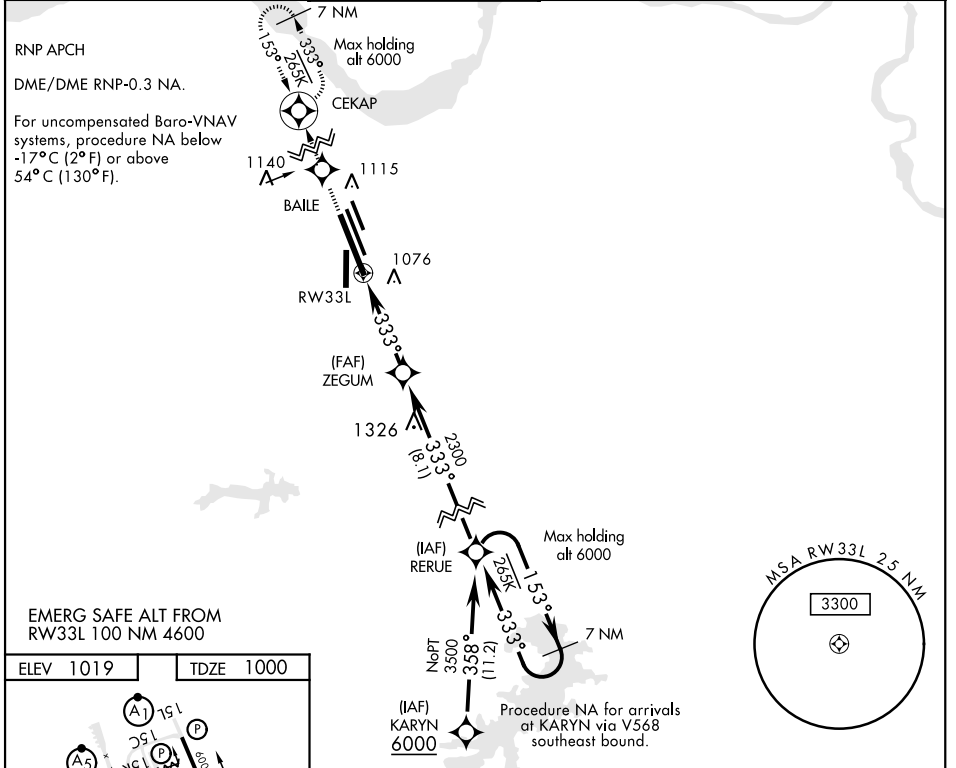 7 NM
RNP APCH
DME/DME RNP-0.3 NA.
For uncompensated Baro-VNAV
systems, procedure NA below
-17°C (2°F) or above
54°C (130°F).
153°
333°
265K
Max holding
alt 6000
CEKAP
1140
1115
BAILE
1076
RW33L
333°
(FAF)
ZEGUM
1326
2300
333°
(8.1)
(IAF)
RERUE
Max holding
alt 6000
265K
153°
333°
7 NM
MSA RW33L 25 NM
3300
EMERG SAFE ALT FROM
RW33L 100 NM 4600
NoPT
3500
358°
(11.2)
(IAF)
KARYN
6000
Procedure NA for arrivals
at KARYN via V568
southeast bound.
ELEV 1019
TDZE 1000
A1
15L
P
15C
P
A5